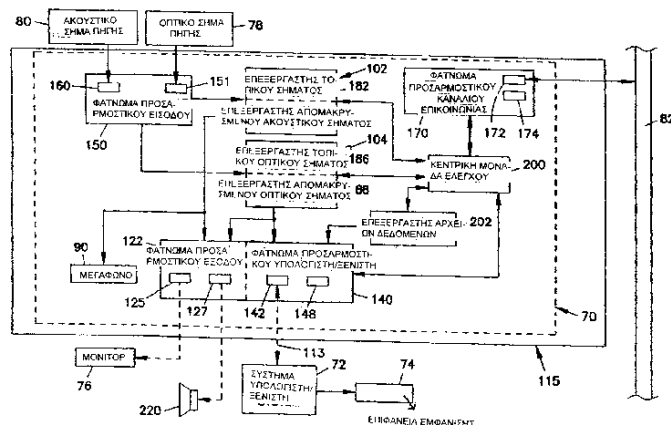 80
ΑΚΟΥΣΤΙΚΟ
ΣΗΜΑ ΠΗΓΗΣ
ΟΠΤΙΚΟ ΣΗΜΑ
ΠΗΓΗΣ
78
160
151
ΦΑΤΝΩΜΑ ΠΡΟΣΑΡ-
ΜΟΣΤΙΚΟΥ ΕΙΣΟΔΟΥ
150
ΕΠΕΞΕΡΓΑΣΤΗΣ ΤΟ-
ΠΙΚΟΥ ΣΗΜΑΤΟΣ
102
182
ΕΠΕΞΕΡΓΑΣΤΗΣ ΑΠΟΜΑΚΡΥ-
ΣΜΕΝΟΥ ΑΚΟΥΣΤΙΚΟΥ ΣΗΜΑΤΟΣ
104
ΕΠΕΞΕΡΓΑΣΤΗΣ ΤΟΠΙ-
ΚΟΥ ΟΠΤΙΚΟΥ ΣΗΜΑΤΟΣ
186
ΕΠΕΞΕΡΓΑΣΤΗΣ ΑΠΟΜΑΚΡΥ-
ΣΜΕΝΟΥ ΟΠΤΙΚΟΥ ΣΗΜΑΤΟΣ
88
ΦΑΤΝΩΜΑ
ΠΡΟΣΑΡΜΟΣΤΙΚΟΥ
ΚΑΝΑΛΙΟΥ
ΕΠΙΚΟΙΝΩΝΙΑΣ
170
172
174
82
ΚΕΝΤΡΙΚΗ ΜΟΝΑ-
ΔΑ ΕΛΕΓΧΟΥ
200
ΕΠΕΞΕΡΓΑΣΤΗΣ ΑΡΧΕΙ-
ΩΝ ΔΕΔΟΜΕΝΩΝ
202
90
ΜΕΓΑΦΩΝΟ
122
ΦΑΤΝΩΜΑ ΠΡΟΣΑ-
ΡΜΟΣΤΙΚΟΥ ΕΞΟΔΟΥ
125
127
ΦΑΤΝΩΜΑ ΠΡΟΣΑΡΜΟΣΤΙ-
ΚΟΥ ΥΠΟΛΟΓΙΣΤΗ/ΞΕΝΙΣΤΗ
142
148
140
70
115
113
ΜΟΝΙΤΟΡ
76
220
72
ΣΥΣΤΗΜΑ
ΥΠΟΛΟΓΙΣΤΗ/
ΞΕΝΙΣΤΗ
74
ΕΠΙΦΑΝΕΙΑ ΕΜΦΑΝΙΣΗΣ